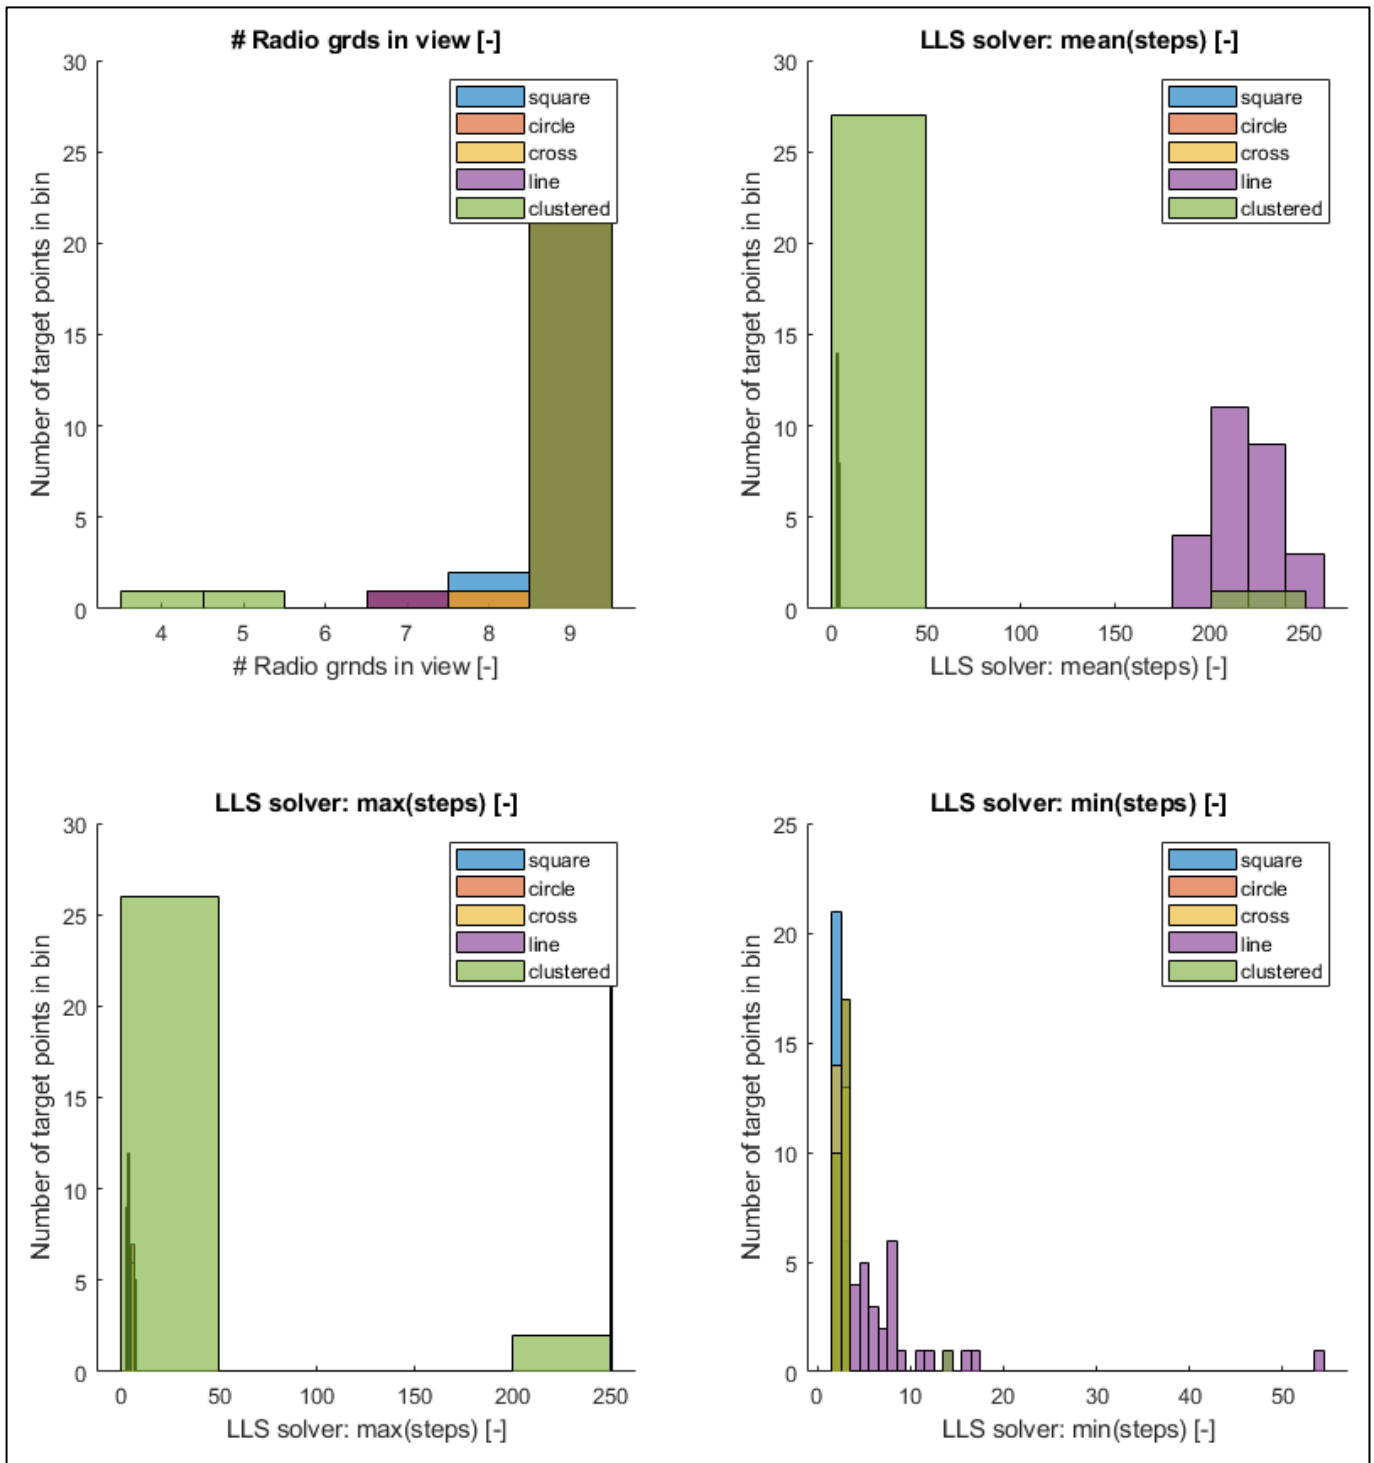 # Radio grds in view [-]
30
25
20
15
10
5
0
Number of target points in bin
square
circle
cross
line
clustered
4 5 6 7 8 9
# Radio grnds in view [-]
LLS solver: mean(steps) [-]
30
25
20
15
10
5
0
Number of target points in bin
square
circle
cross
line
clustered
0 50 100 150 200 250
LLS solver: mean(steps) [-]
LLS solver: max(steps) [-]
30
25
20
15
10
5
0
Number of target points in bin
square
circle
cross
line
clustered
0 50 100 150 200 250
LLS solver: max(steps) [-]
LLS solver: min(steps) [-]
25
20
15
10
5
0
Number of target points in bin
square
circle
cross
line
clustered
0 10 20 30 40 50
LLS solver: min(steps) [-]